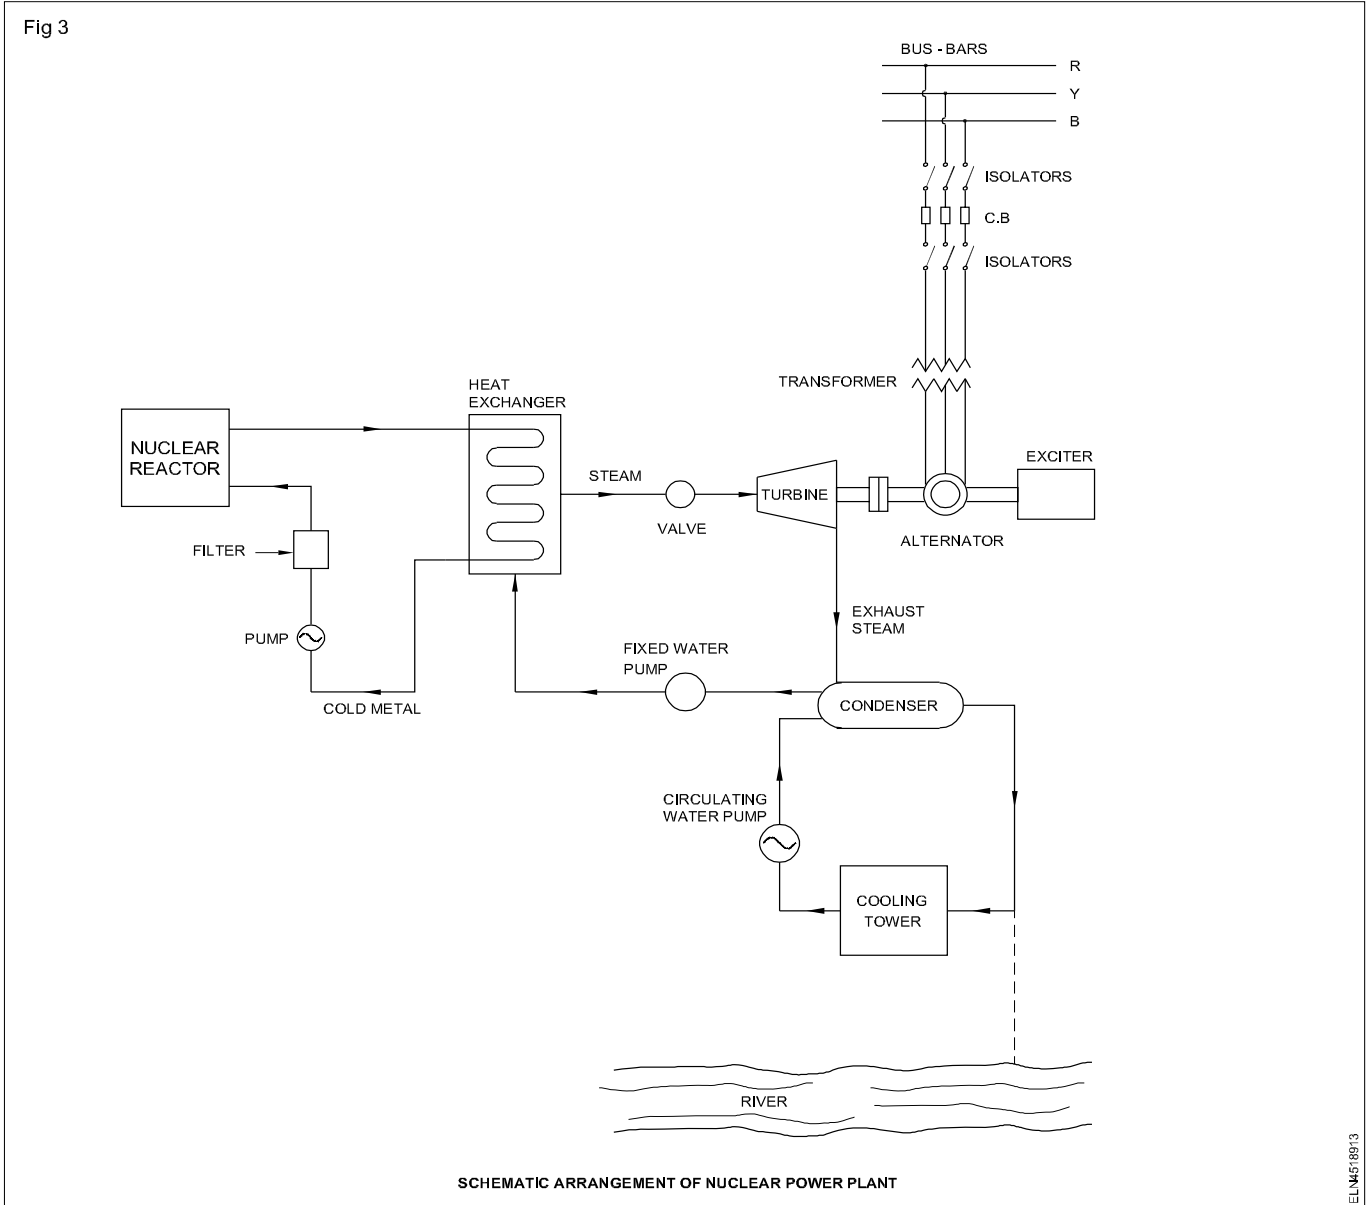 Fig 3
BUS - BARS
R
Y
B
ISOLATORS
C.B
ISOLATORS
TRANSFORMER
HEAT
EXCHANGER
NUCLEAR
REACTOR
STEAM
VALVE
TURBINE
EXCITER
ALTERNATOR
FILTER
PUMP
COLD METAL
EXHAUST
STEAM
FIXED WATER
PUMP
CONDENSER
CIRCULATING
WATER PUMP
COOLING
TOWER
RIVER
SCHEMATIC ARRANGEMENT OF NUCLEAR POWER PLANT
ELN4518913